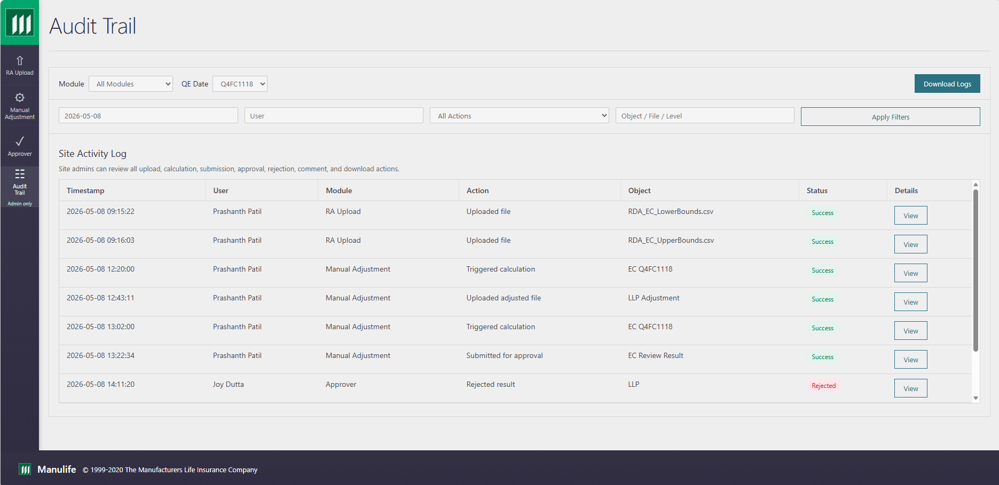 Audit Trail
RA Upload
Manual
Adjustment
Approver
Audit
Trail
Admin only
Module All Modules QE Date Q4FC1118 Download Logs
2026-05-08 User All Actions Object / File / Level Apply Filters
Site Activity Log
Site admins can review all upload, calculation, submission, approval, rejection, comment, and download actions.
Timestamp User Module Action Object Status Details
2026-05-08 09:15:22 Prashanth Patil RA Upload Uploaded file RDA_EC_LowerBounds.csv Success View
2026-05-08 09:16:03 Prashanth Patil RA Upload Uploaded file RDA_EC_UpperBounds.csv Success View
2026-05-08 12:20:00 Prashanth Patil Manual Adjustment Triggered calculation EC Q4FC1118 Success View
2026-05-08 12:43:11 Prashanth Patil Manual Adjustment Uploaded adjusted file LLP Adjustment Success View
2026-05-08 13:02:00 Prashanth Patil Manual Adjustment Triggered calculation EC Q4FC1118 Success View
2026-05-08 13:22:34 Prashanth Patil Manual Adjustment Submitted for approval EC Review Result Success View
2026-05-08 14:11:20 Joy Dutta Approver Rejected result LLP Rejected View
Manulife © 1999-2020 The Manufacturers Life Insurance Company